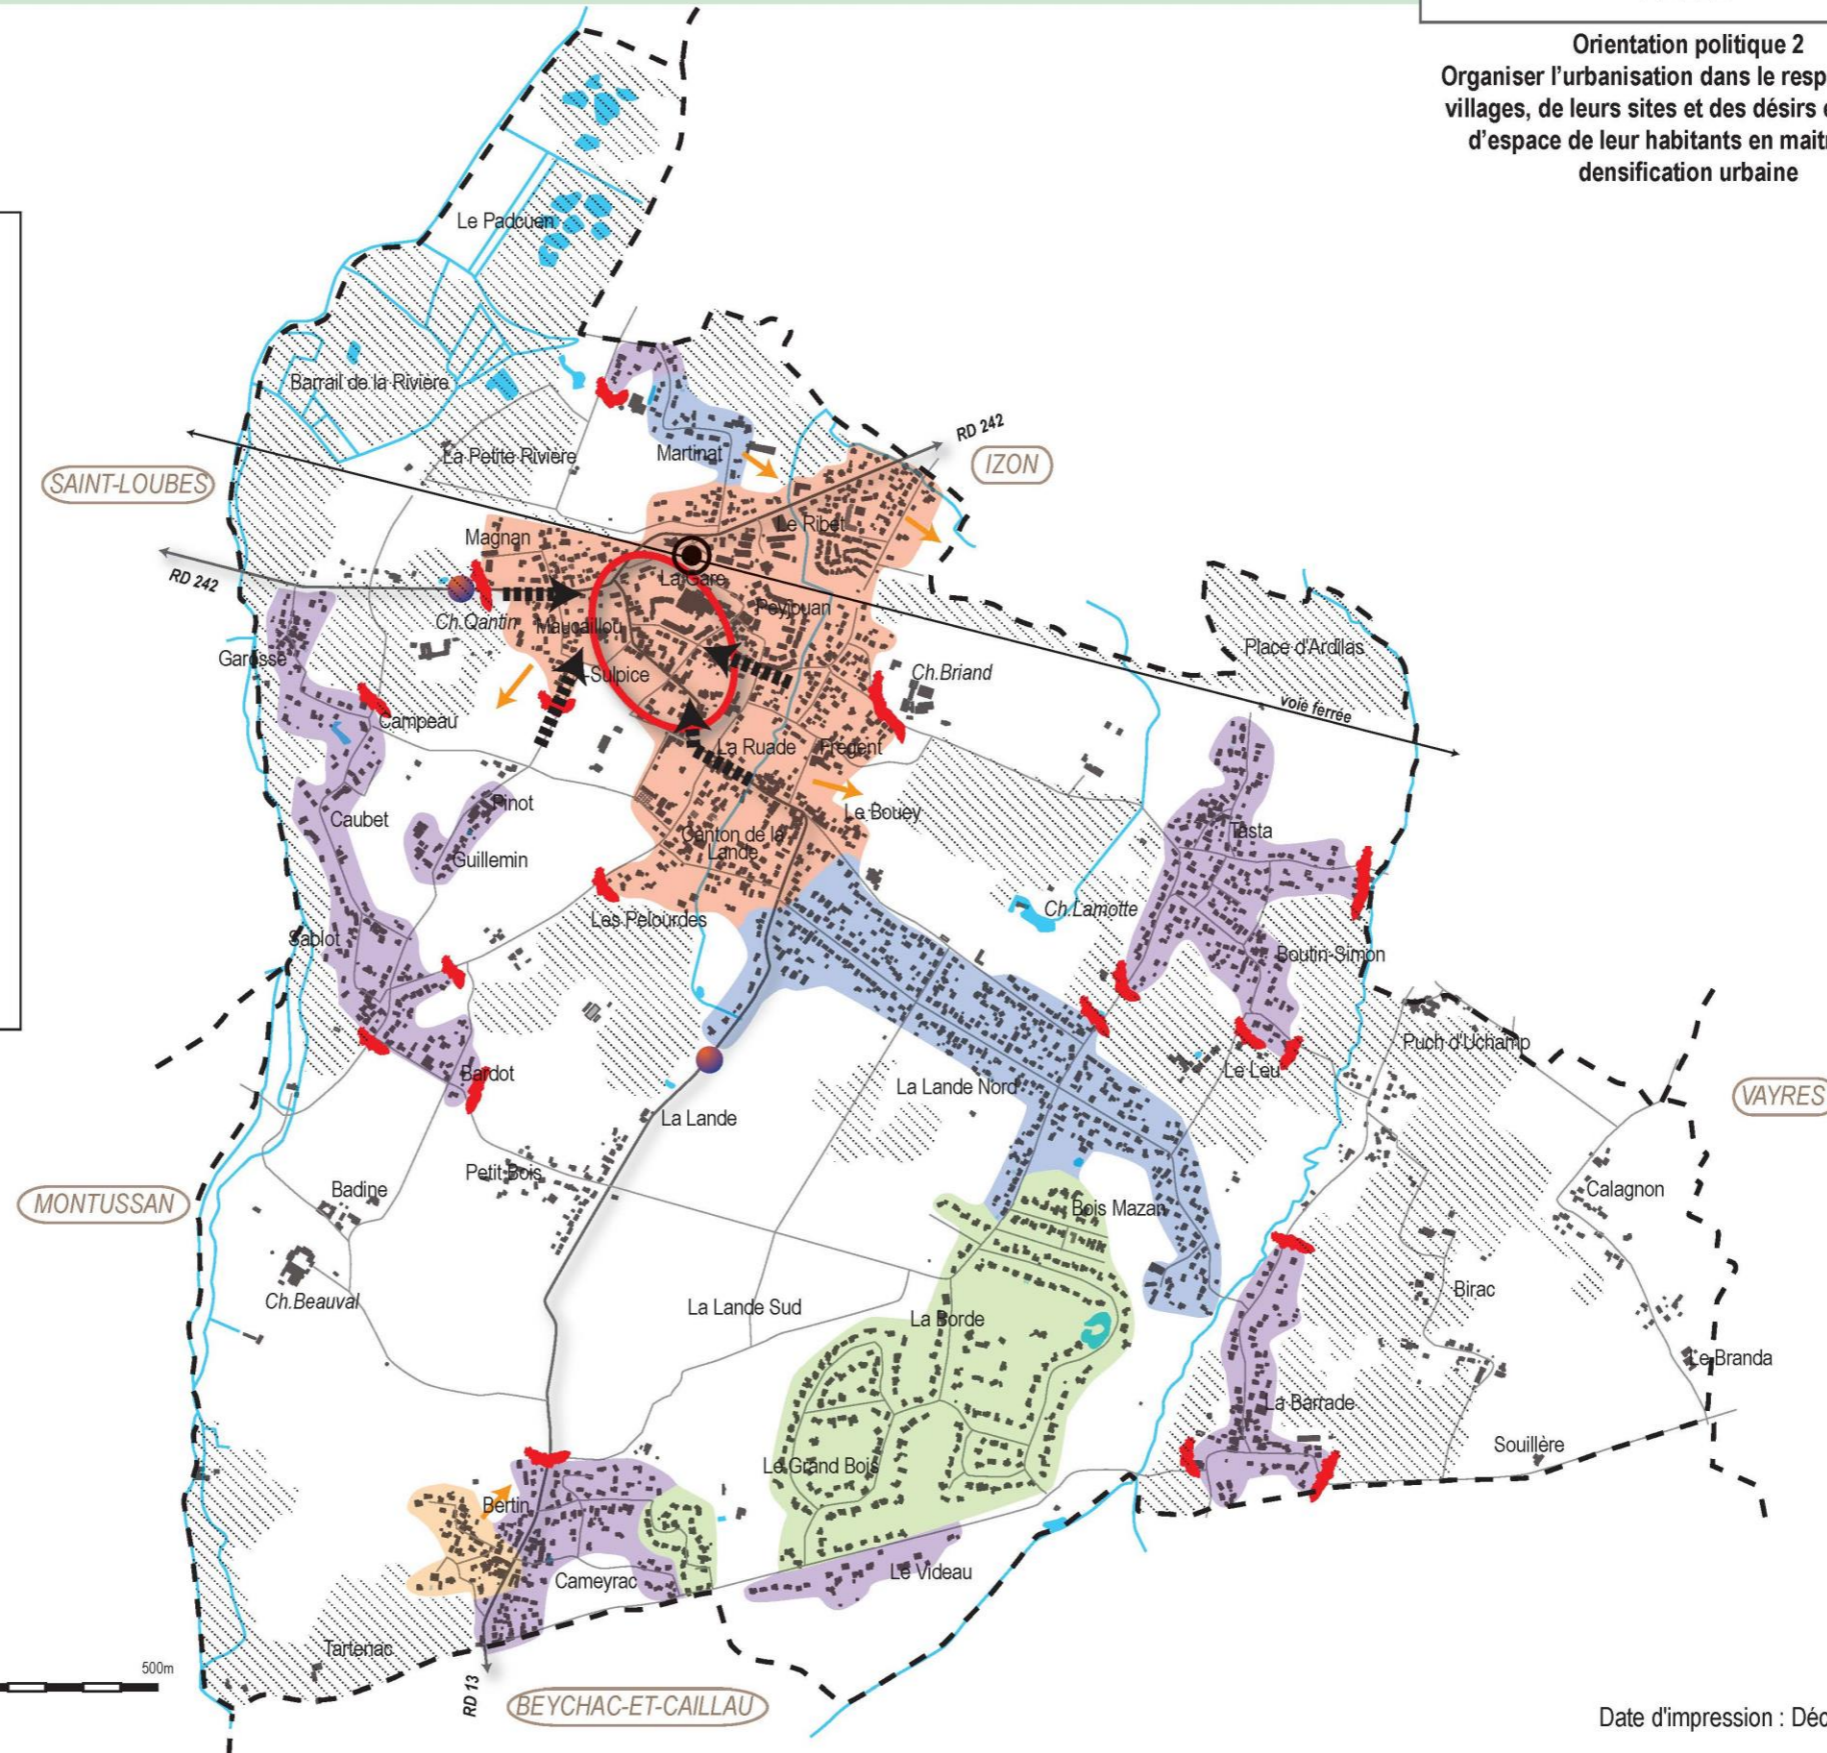 Orientation politique 2
Organiser l'urbanisation dans le resp
villages, de leurs sites et des désirs
d'espace de leur habitants en
densification urbaine
Le Padouen
Barrail de la Rivière
RD 242
La Petite Rivière
Martinat
IZON
SAINT-LOUBES
Le Ribet
Magnan
RD 242
La Gare
Peyjouan
Ch.Qantin
Maucaillou
Place d'Ardilas
Garosse
Sulpice
Ch.Briand
voie ferrée
Campeau
La Ruade
Fregent
Pinot
Le Bouey
Caubet
Tasta
Canton de la
Lande
Guillemin
Ch.Lamotte
Les Pelourdes
Sablot
Boutin-Simon
Puch d'Uchamp
Bardot
Le Leu
La Lande Nord
VAYRES
La Lande
Petit Bois
Badine
Calagnon
MONTUSSAN
Bois Mazan
Birac
Ch.Beauval
La Lande Sud
La Borde
Le Branda
La Barrade
Souillère
Le Grand Bois
Bertin
Le Videau
Cameyrac
Tartenac
500m
RD 13
BEYCHAC-ET-CAILLAU
Date d'impression : Déc